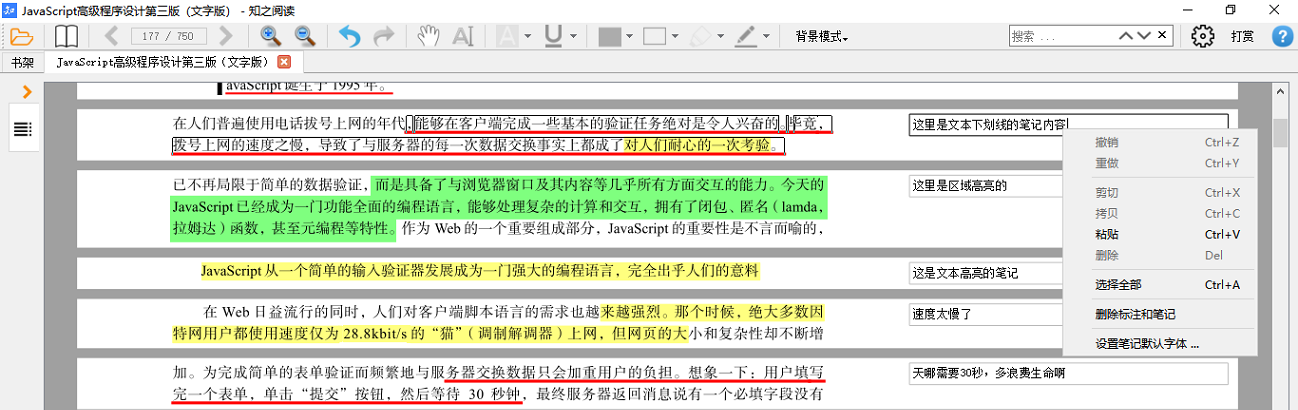 JavaScript高级程序设计第三版（文字版） - 知之阅读
177 / 750
背景模式
搜索 ...
打赏
书架
JavaScript高级程序设计第三版（文字版）
avaScript 诞生于 1995 年。
在人们普遍使用电话拔号上网的年代，能够在客户端完成一些基本的验证任务绝对是令人兴奋的。毕竟，
拨号上网的速度之慢，导致了与服务器的每一次数据交换事实上都成了对人们耐心的一次考验。
这里是文本下划线的笔记内容
已不再局限于简单的数据验证，而是具备了与浏览器窗口及其内容等几乎所有方面交互的能力。今天的
JavaScript 已经成为一门功能全面的编程语言，能够处理复杂的计算和交互，拥有了闭包、匿名（lamda，
拉姆达）函数，甚至元编程等特性。作为 Web 的一个重要组成部分，JavaScript 的重要性是不言而喻的，
这里是区域高亮的
JavaScript 从一个简单的输入验证器发展成为一门强大的编程语言，完全出乎人们的意料
这是文本高亮的笔记
在 Web 日益流行的同时，人们对客户端脚本语言的需求也越来越强烈。那个时候，绝大多数因
特网用户都使用速度仅为 28.8kbit/s 的“猫”（调制解调器）上网，但网页的大小和复杂性却不断增
速度太慢了
加。为完成简单的表单验证而频繁地与服务器交换数据只会加重用户的负担。想象一下：用户填写
完一个表单，单击“提交”按钮，然后等待 30 秒钟，最终服务器返回消息说有一个必填字段没有
天哪需要30秒，多浪费生命啊
撤销 Ctrl+Z
重做 Ctrl+Y
剪切 Ctrl+X
拷贝 Ctrl+C
粘贴 Ctrl+V
删除 Del
选择全部 Ctrl+A
删除标注和笔记
设置笔记默认字体 ...